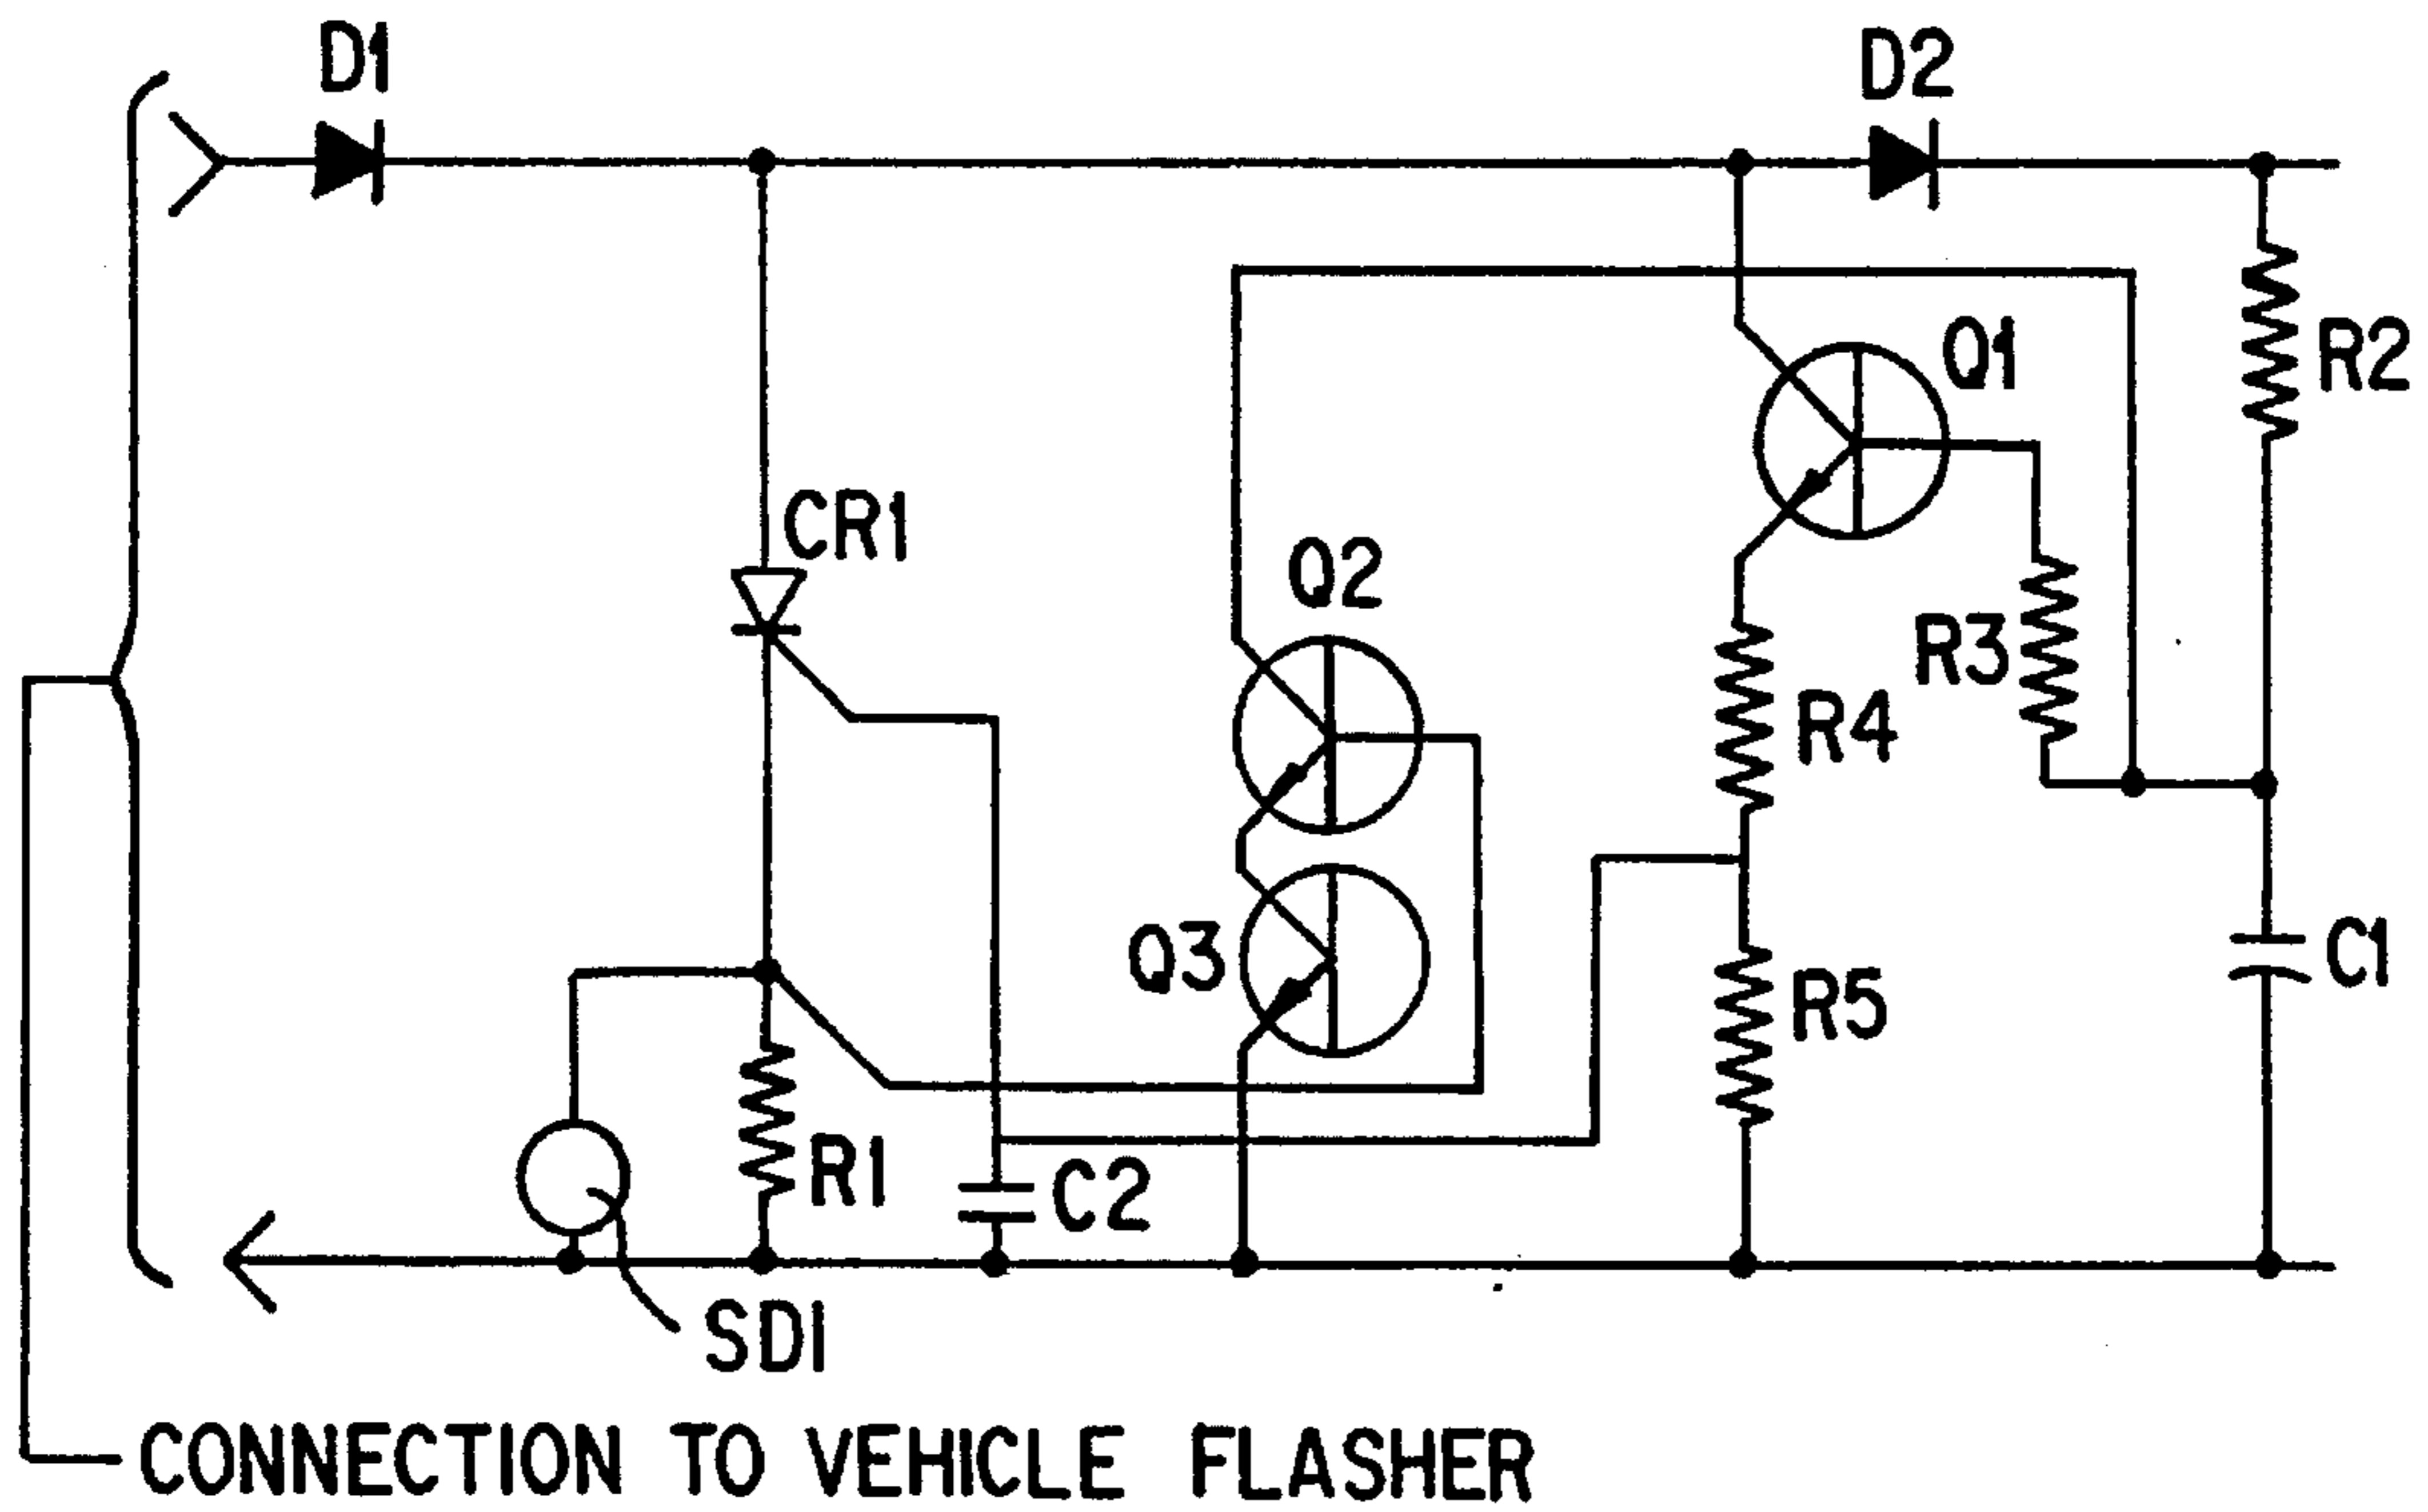 D1
D2
Q1
R2
CR1
Q2
R3
R4
Q3
C1
R5
R1
C2
SD1
CONNECTION TO VEHICLE FLASHER